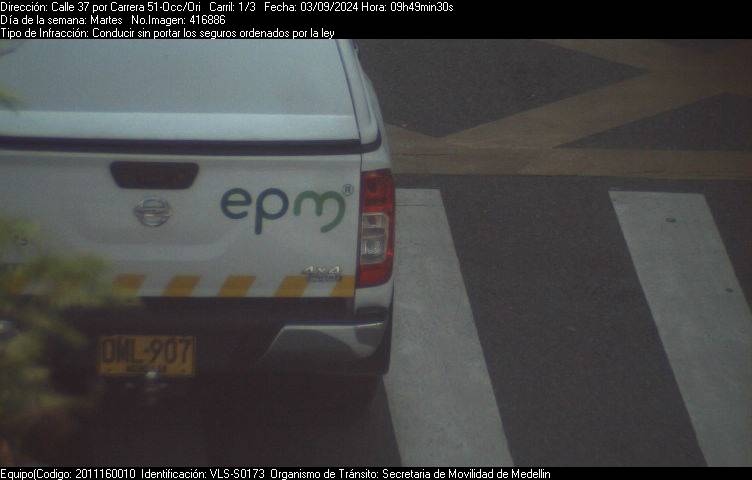 Dirección: Calle 37 por Carrera 51-Occ/Ori Carril: 1/3 Fecha: 03/09/2024 Hora: 09h49min30s
Día de la semana: Martes No.Imagen: 416886
Tipo de Infracción: Conducir sin portar los seguros ordenados por la ley
epm®
4x4
OML-907
Equipo(Codigo: 2011160010 Identificación: VLS-S0173 Organismo de Tránsito: Secretaria de Movilidad de Medellin